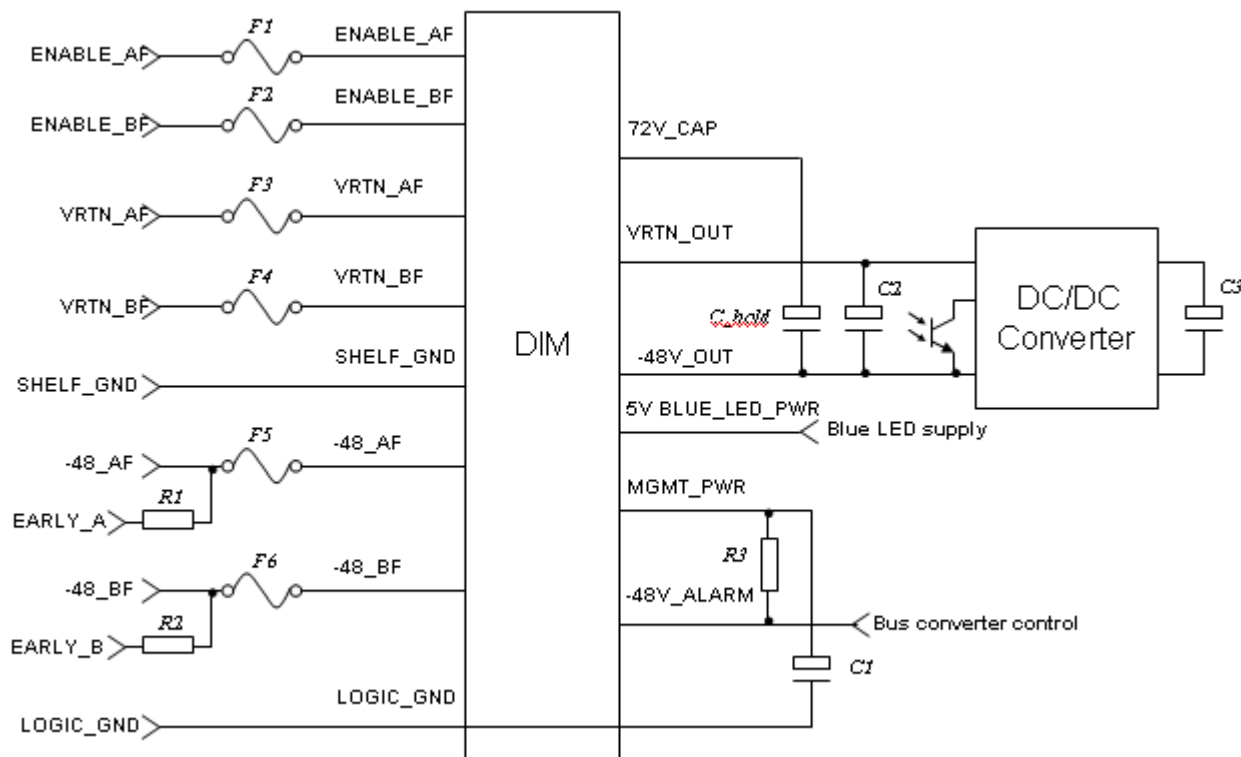 F1
ENABLE_AF
ENABLE_AF
F2
ENABLE_BF
ENABLE_BF
F3
VRTN_AF
VRTN_AF
F4
VRTN_BF
VRTN_BF
SHELF_GND
SHELF_GND
F5
-48_AF
-48_AF
R1
EARLY_A
F6
-48_BF
-48_BF
R2
EARLY_B
LOGIC_GND
LOGIC_GND
DIM
72V_CAP
VRTN_OUT
C_hold
C2
-48V_OUT
DC/DC
Converter
C3
5V BLUE_LED_PWR
Blue LED supply
MGMT_PWR
R3
-48V_ALARM
Bus converter control
C1